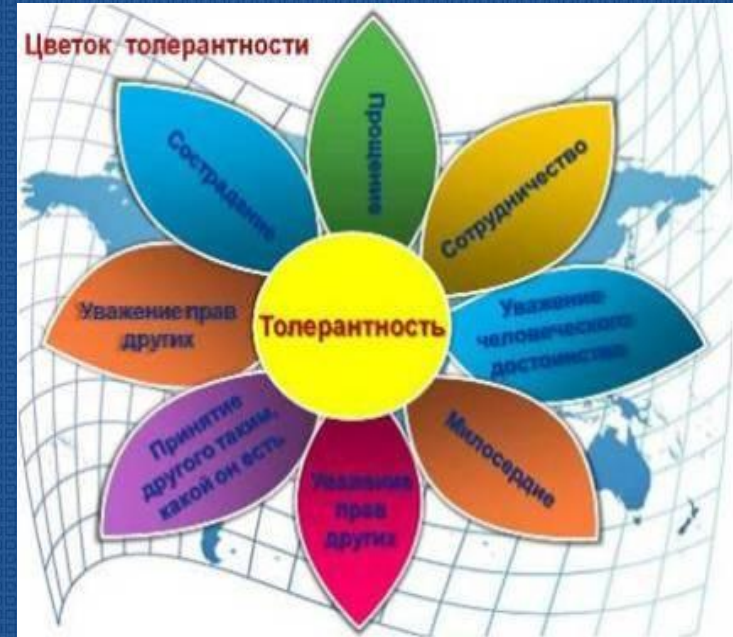 Цветок толерантности
Прощение
Сотрудничество
Уважение
человеческого
достоинства
Милосердие
Уважение
прав
других
Принятие
другого таким,
какой он есть
Уважение прав
других
Сострадание
Толерантность